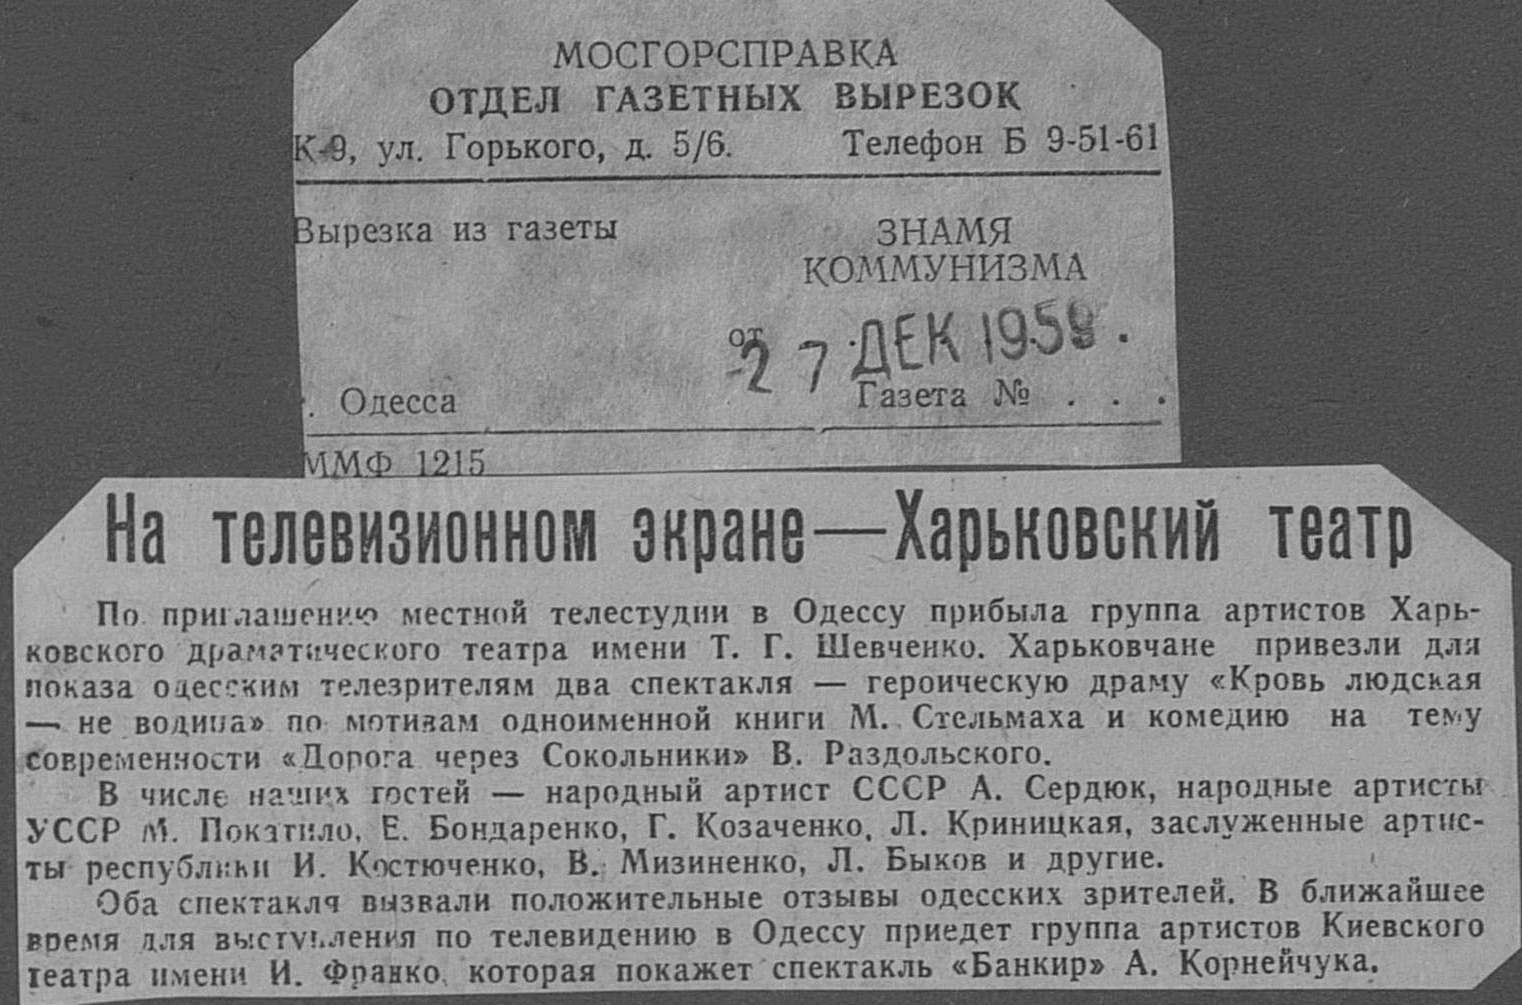 МОСГОРСПРАВКА
ОТДЕЛ ГАЗЕТНЫХ ВЫРЕЗОК
К-9, ул. Горького, д. 5/6. Телефон Б 9-51-61
Вырезка из газеты
ЗНАМЯ
КОММУНИЗМА
от
27 ДЕК 1959.
. Одесса Газета № . . .
ММФ 1215
На телевизионном экране — Харьковский театр
По приглашению местной телестудии в Одессу прибыла группа артистов Харь-
ковского драматического театра имени Т. Г. Шевченко. Харьковчане привезли для
показа одесским телезрителям два спектакля — героическую драму «Кровь людская
— не водица» по мотивам одноименной книги М. Стельмаха и комедию на тему
современности «Дорога через Сокольники» В. Раздольского.
В числе наших гостей — народный артист СССР А. Сердюк, народные артисты
УССР М. Покатило, Е. Бондаренко, Г. Козаченко, Л. Криницкая, заслуженные артис-
ты республики И. Костюченко, В. Мизиненко, Л. Быков и другие.
Оба спектакля вызвали положительные отзывы одесских зрителей. В ближайшее
время для выступления по телевидению в Одессу приедет группа артистов Киевского
театра имени И. Франко, которая покажет спектакль «Банкир» А. Корнейчука.